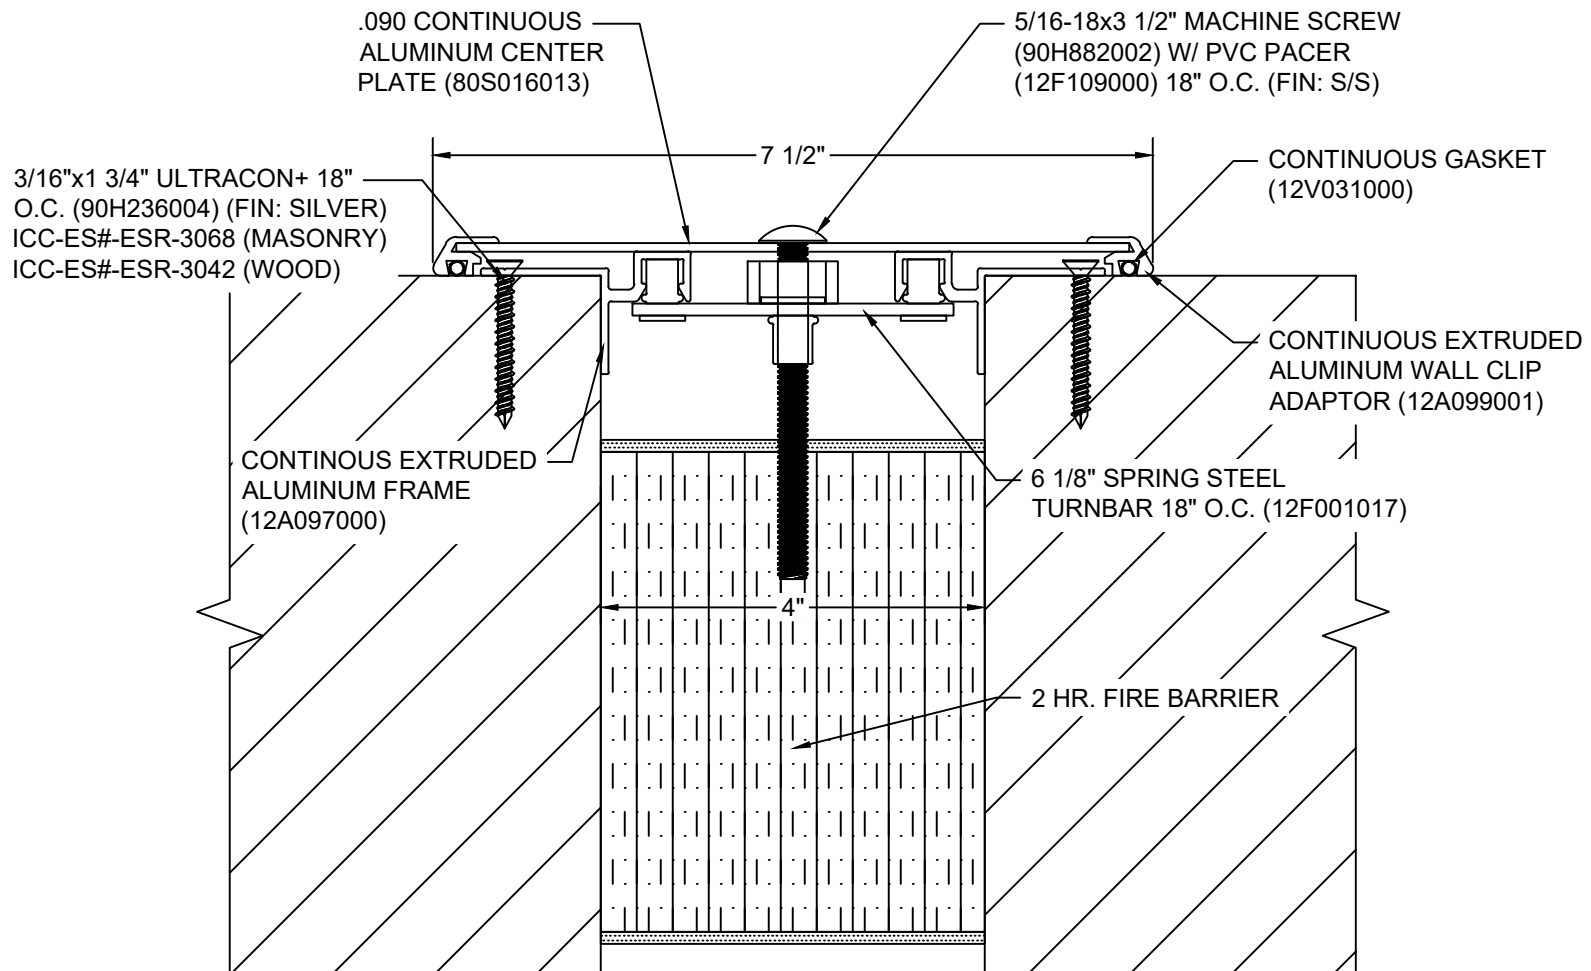 .090 CONTINUOUS
ALUMINUM CENTER
PLATE (80S016013)
5/16-18x3 1/2" MACHINE SCREW
(90H882002) W/ PVC PACER
(12F109000) 18" O.C. (FIN: S/S)
7 1/2"
3/16"x1 3/4" ULTRACON+ 18"
O.C. (90H236004) (FIN: SILVER)
ICC-ES#-ESR-3068 (MASONRY)
ICC-ES#-ESR-3042 (WOOD)
CONTINUOUS GASKET
(12V031000)
CONTINUOUS EXTRUDED
ALUMINUM WALL CLIP
ADAPTOR (12A099001)
CONTINOUS EXTRUDED
ALUMINUM FRAME
(12A097000)
6 1/8" SPRING STEEL
TURNBAR 18" O.C. (12F001017)
4"
2 HR. FIRE BARRIER